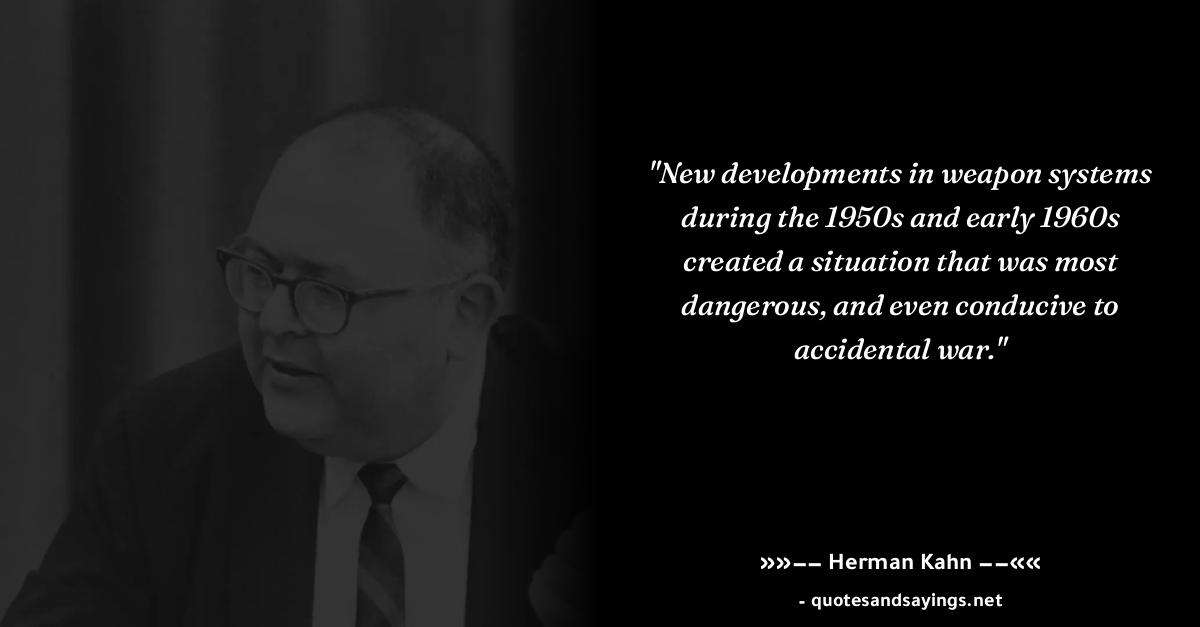 "New developments in weapon systems
during the 1950s and early 1960s
created a situation that was most
dangerous, and even conducive to
accidental war."
»»−− Herman Kahn −−««
- quotesandsayings.net